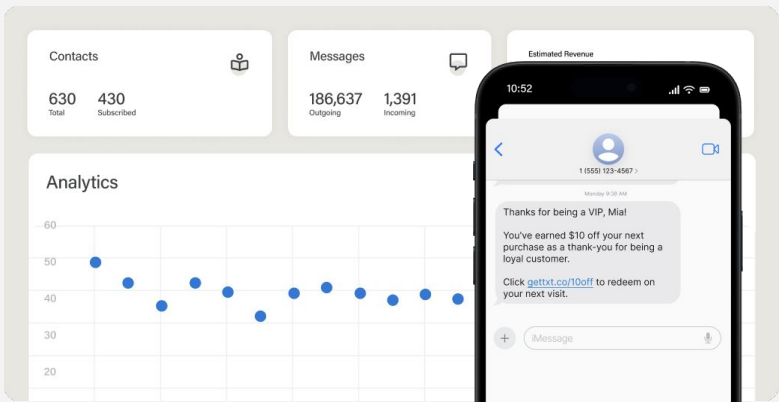 Contacts
630 430
Total Subscribed
Messages
186,637 1,391
Outgoing Incoming
Estimated Revenue
Analytics
60
50
40
30
20
10:52
1 (555) 123-4567 >
Monday 9:38 AM
Thanks for being a VIP, Mia!
You've earned $10 off your next
purchase as a thank-you for being a
loyal customer.
Click gettxt.co/10off to redeem on
your next visit.
iMessage